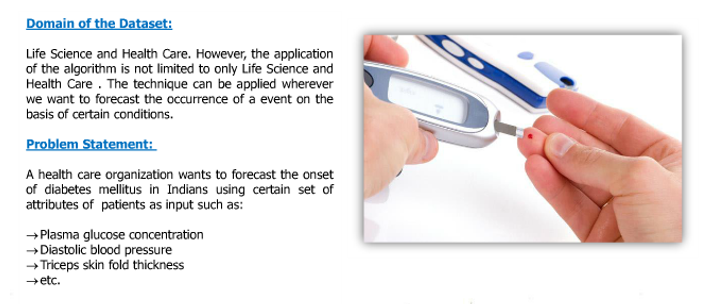 Domain of the Dataset:
Life Science and Health Care. However, the application
of the algorithm is not limited to only Life Science and
Health Care . The technique can be applied wherever
we want to forecast the occurrence of a event on the
basis of certain conditions.
Problem Statement:
A health care organization wants to forecast the onset
of diabetes mellitus in Indians using certain set of
attributes of patients as input such as:
→Plasma glucose concentration
→Diastolic blood pressure
→Triceps skin fold thickness
→etc.